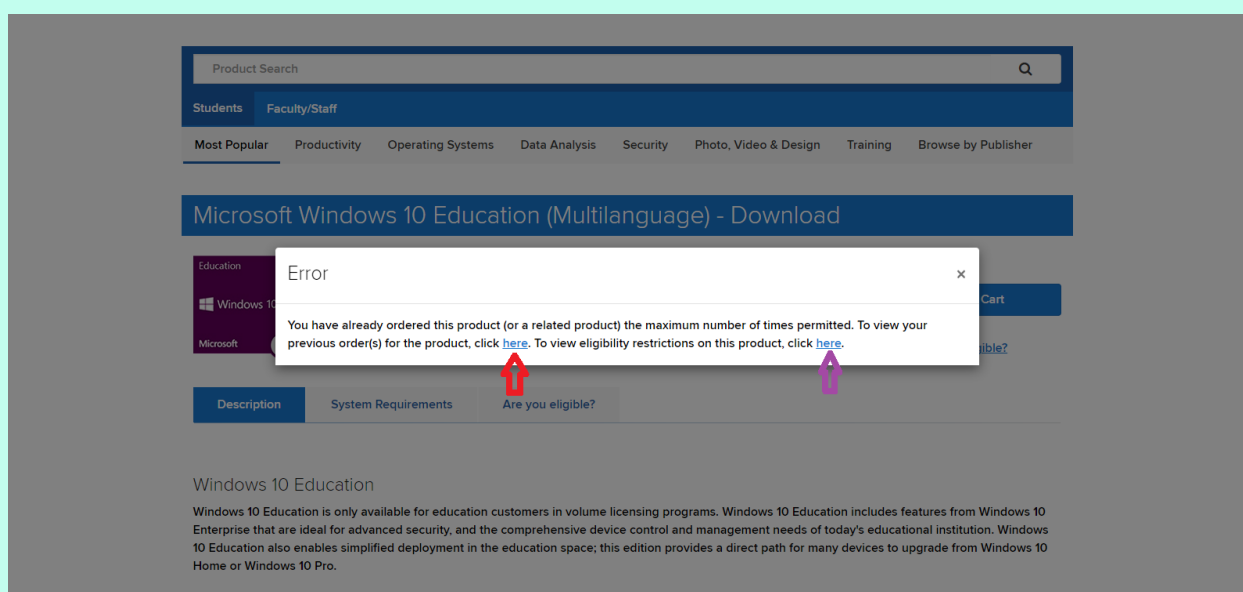 Product Search
Students Faculty/Staff
Most Popular Productivity Operating Systems Data Analysis Security Photo, Video & Design Training Browse by Publisher
Microsoft Windows 10 Education (Multilanguage) - Download
Education
Windows 10
Microsoft
Error ×
Cart
You have already ordered this product (or a related product) the maximum number of times permitted. To view your
previous order(s) for the product, click here. To view eligibility restrictions on this product, click here.
ible?
Description System Requirements Are you eligible?
Windows 10 Education
Windows 10 Education is only available for education customers in volume licensing programs. Windows 10 Education includes features from Windows 10
Enterprise that are ideal for advanced security, and the comprehensive device control and management needs of today's educational institution. Windows
10 Education also enables simplified deployment in the education space; this edition provides a direct path for many devices to upgrade from Windows 10
Home or Windows 10 Pro.